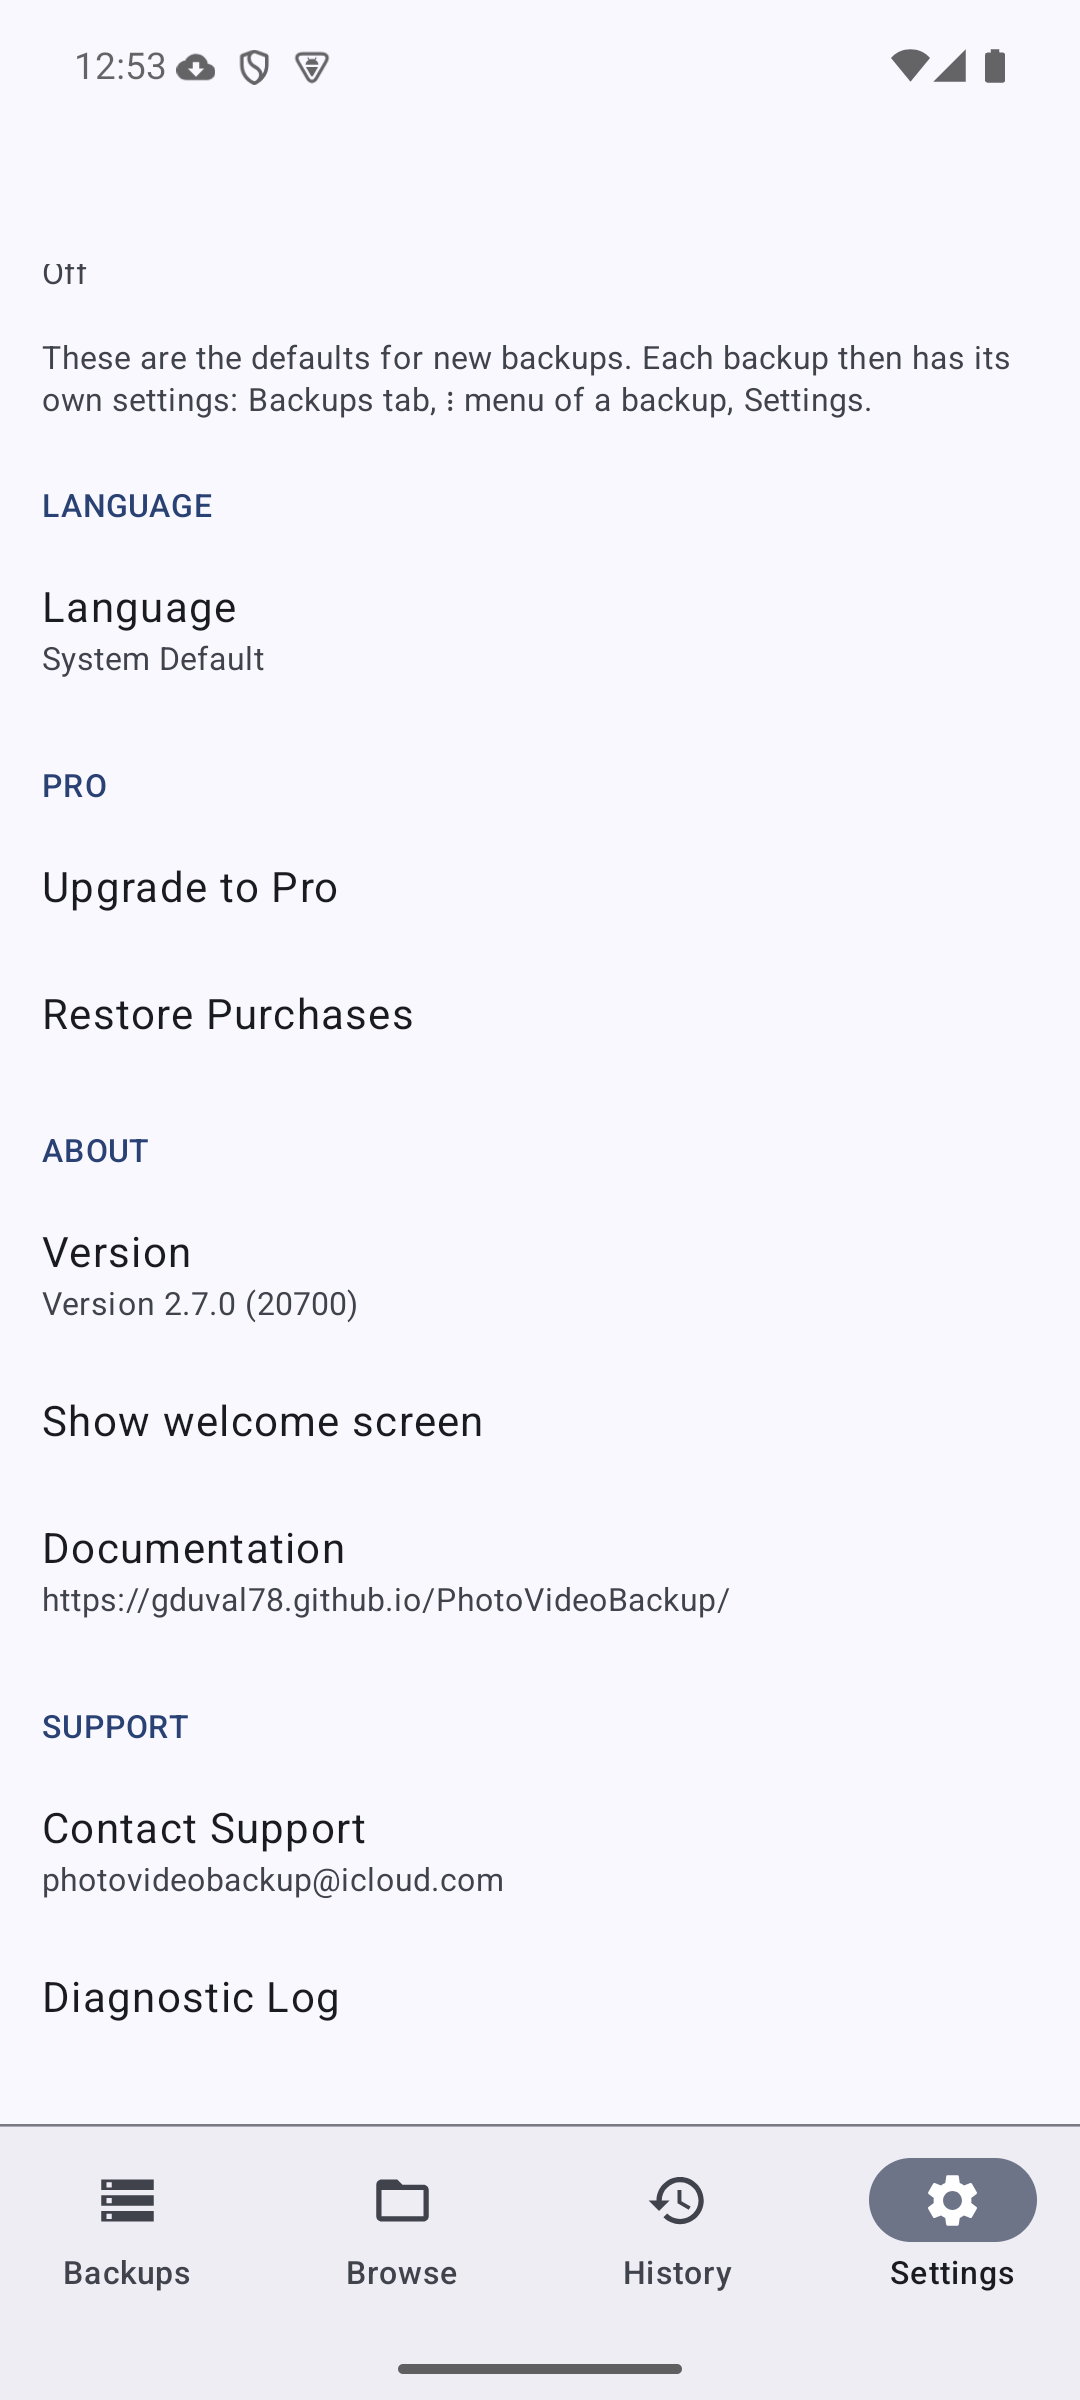 12:53
Off
These are the defaults for new backups. Each backup then has its
own settings: Backups tab, ⋮ menu of a backup, Settings.
LANGUAGE
Language
System Default
PRO
Upgrade to Pro
Restore Purchases
ABOUT
Version
Version 2.7.0 (20700)
Show welcome screen
Documentation
https://gduval78.github.io/PhotoVideoBackup/
SUPPORT
Contact Support
photovideobackup@icloud.com
Diagnostic Log
Backups
Browse
History
Settings